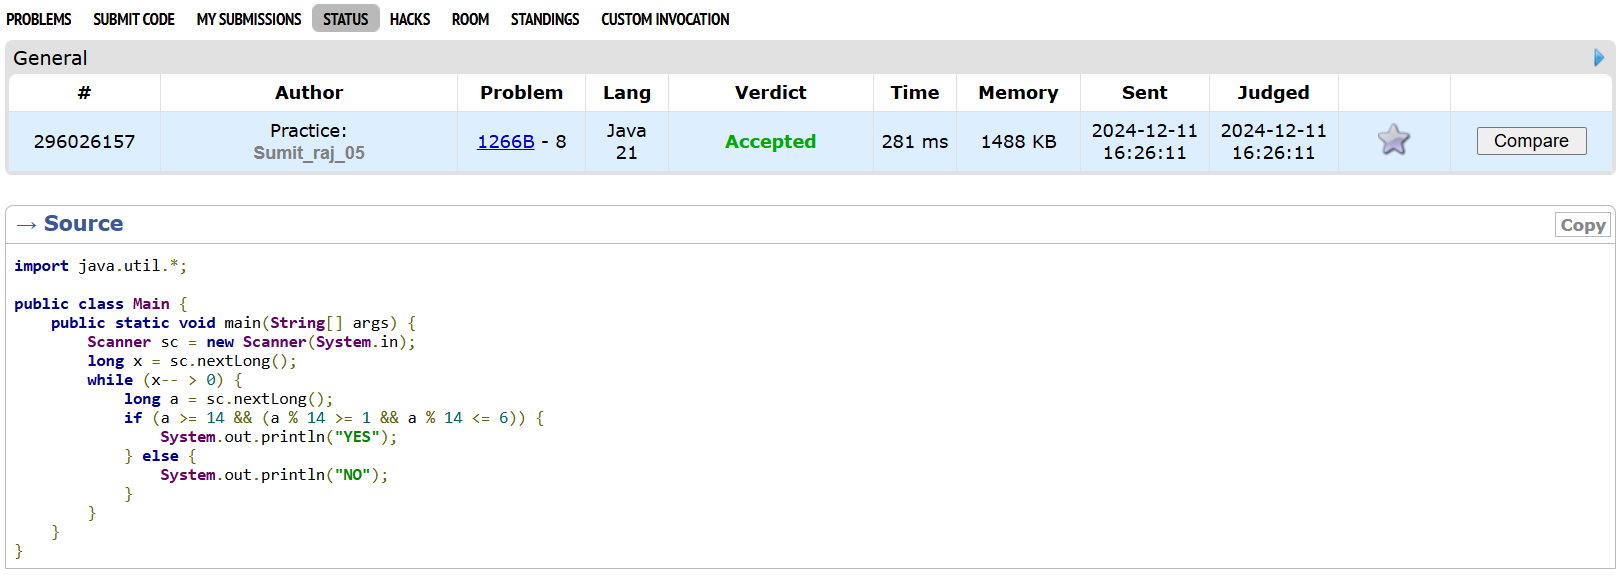 PROBLEMS SUBMIT CODE MY SUBMISSIONS STATUS HACKS ROOM STANDINGS CUSTOM INVOCATION
General
# Author Problem Lang Verdict Time Memory Sent Judged
296026157 Practice: Sumit_raj_05 1266B - 8 Java 21 Accepted 281 ms 1488 KB 2024-12-11 16:26:11 2024-12-11 16:26:11 Compare
→ Source Copy
import java.util.*;
public class Main {
    public static void main(String[] args) {
        Scanner sc = new Scanner(System.in);
        long x = sc.nextLong();
        while (x-- > 0) {
            long a = sc.nextLong();
            if (a >= 14 && (a % 14 >= 1 && a % 14 <= 6)) {
                System.out.println("YES");
            } else {
                System.out.println("NO");
            }
        }
    }
}